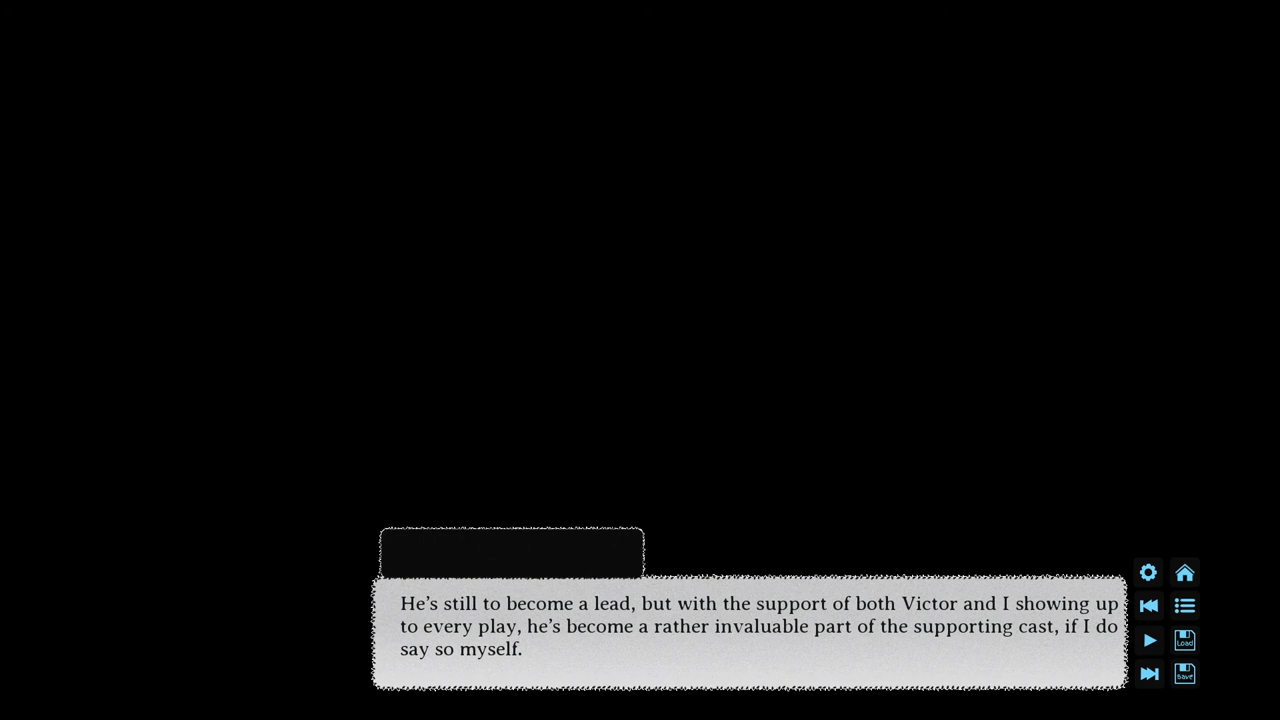 He's still to become a lead, but with the support of both Victor and I showing up
to every play, he's become a rather invaluable part of the supporting cast, if I do
say so myself.
Load
Save